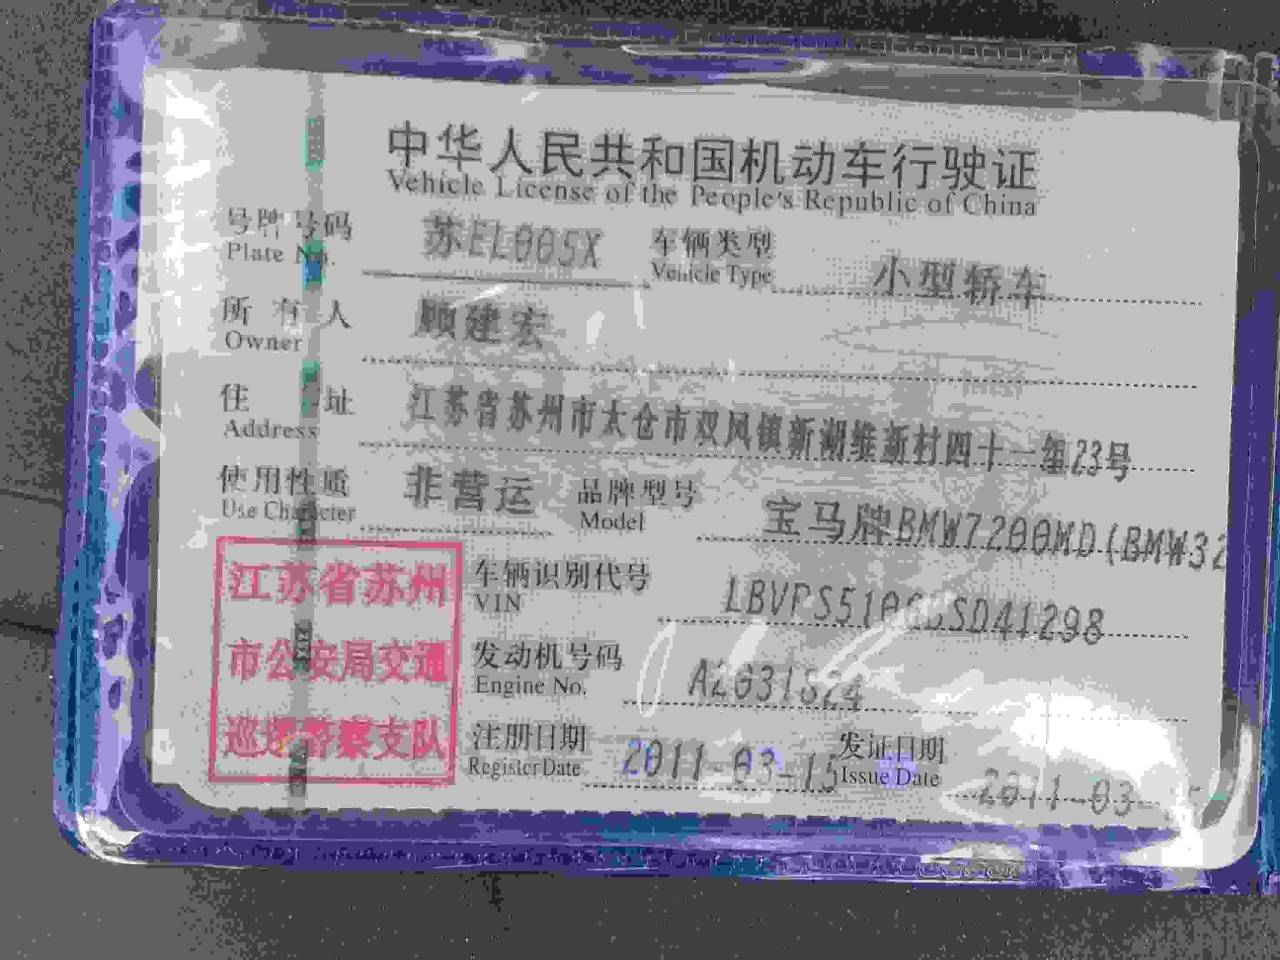 中华人民共和国机动车行驶证
Vehicle License of the People's Republic of China
号牌号码 苏EL005X 车辆类型 小型轿车
Plate No. Vehicle Type
所有人 顾建宏
Owner
住址 江苏省苏州市太仓市双凤镇新湖维新村四十一组23号
Address
使用性质 非营运 品牌型号 宝马牌BMW7200MD(BMW32
Use Character Model
江苏省苏州
市公安局交通
巡逻警察支队
车辆识别代号
VIN
发动机号码
Engine No.
注册日期 2011-03-15 发证日期 2011-03-
Register Date Issue Date